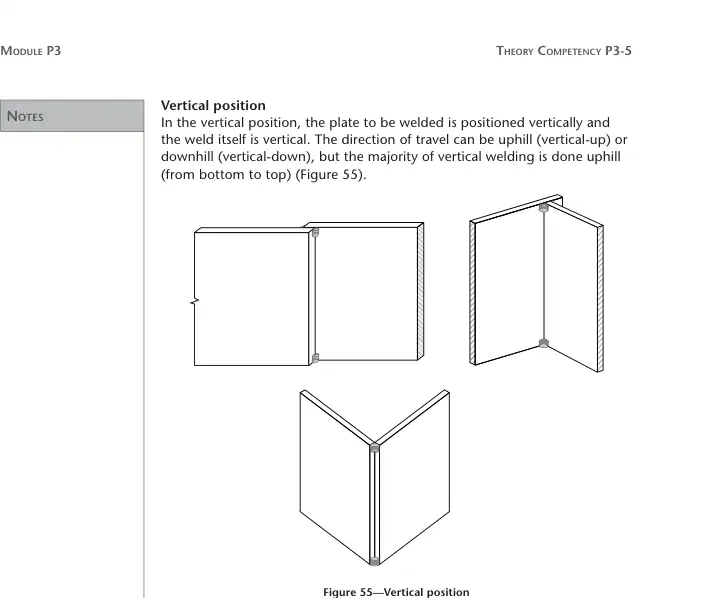 Module P3
Theory Competency P3-5
Notes
Vertical position
In the vertical position, the plate to be welded is positioned vertically and
the weld itself is vertical. The direction of travel can be uphill (vertical-up) or
downhill (vertical-down), but the majority of vertical welding is done uphill
(from bottom to top) (Figure 55).
Figure 55—Vertical position